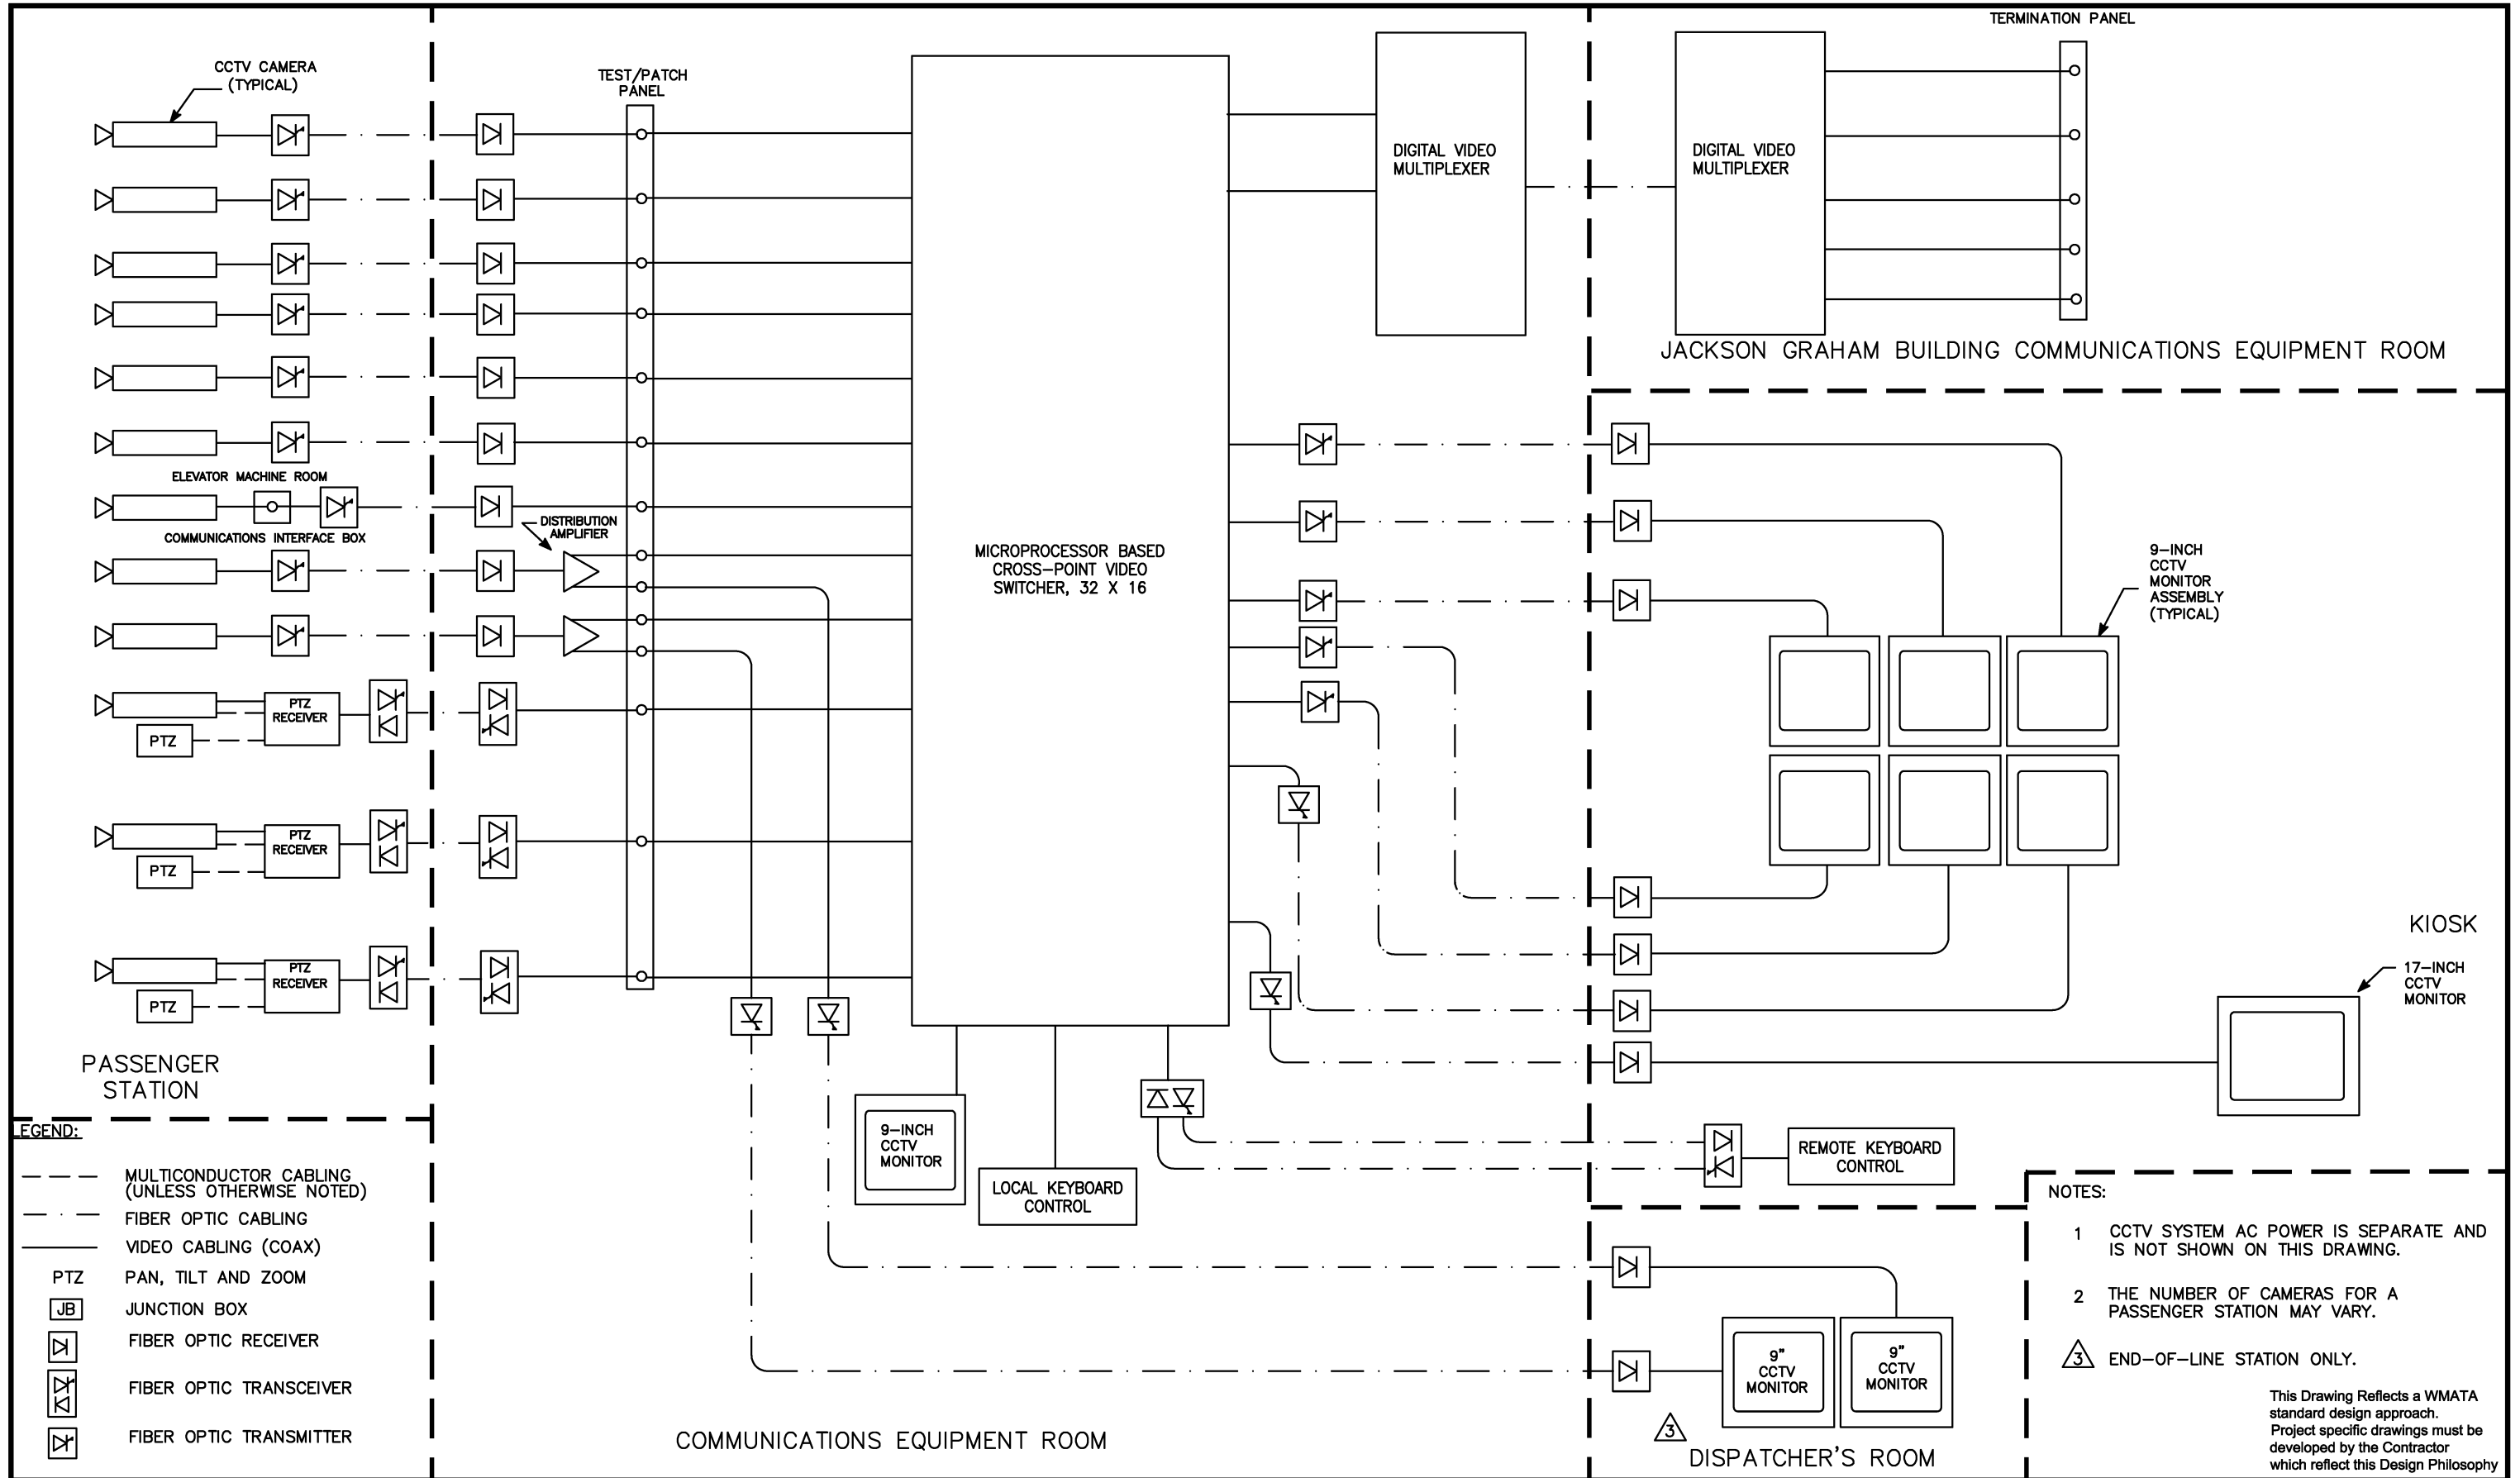 CCTV CAMERA
(TYPICAL)
ELEVATOR MACHINE ROOM
COMMUNICATIONS INTERFACE BOX
PTZ
RECEIVER
PTZ
PTZ
RECEIVER
PTZ
PTZ
RECEIVER
PTZ
PASSENGER
STATION
LEGEND:
MULTICONDUCTOR CABLING
(UNLESS OTHERWISE NOTED)
FIBER OPTIC CABLING
VIDEO CABLING (COAX)
PTZ PAN, TILT AND ZOOM
JB JUNCTION BOX
FIBER OPTIC RECEIVER
FIBER OPTIC TRANSCEIVER
FIBER OPTIC TRANSMITTER
TEST/PATCH
PANEL
DISTRIBUTION
AMPLIFIER
MICROPROCESSOR BASED
CROSS-POINT VIDEO
SWITCHER, 32 X 16
DIGITAL VIDEO
MULTIPLEXER
9-INCH
CCTV
MONITOR
LOCAL KEYBOARD
CONTROL
COMMUNICATIONS EQUIPMENT ROOM
TERMINATION PANEL
DIGITAL VIDEO
MULTIPLEXER
JACKSON GRAHAM BUILDING COMMUNICATIONS EQUIPMENT ROOM
9-INCH
CCTV
MONITOR
ASSEMBLY
(TYPICAL)
KIOSK
17-INCH
CCTV
MONITOR
REMOTE KEYBOARD
CONTROL
9"
CCTV
MONITOR
9"
CCTV
MONITOR
3
DISPATCHER'S ROOM
NOTES:
1 CCTV SYSTEM AC POWER IS SEPARATE AND
IS NOT SHOWN ON THIS DRAWING.
2 THE NUMBER OF CAMERAS FOR A
PASSENGER STATION MAY VARY.
3 END-OF-LINE STATION ONLY.
This Drawing Reflects a WMATA
standard design approach.
Project specific drawings must be
developed by the Contractor
which reflect this Design Philosophy